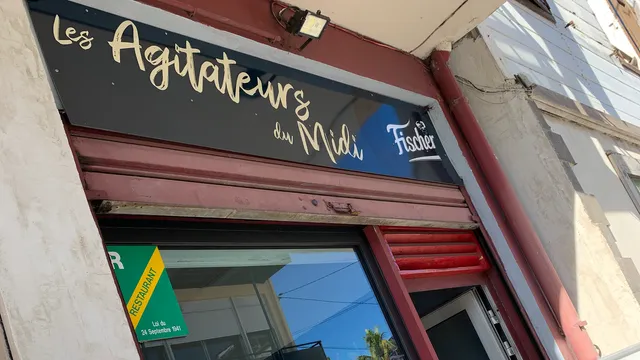 Les Agitateurs
du Midi
Fischer
R
RESTAURANT
Loi du
24 Septembre 1941